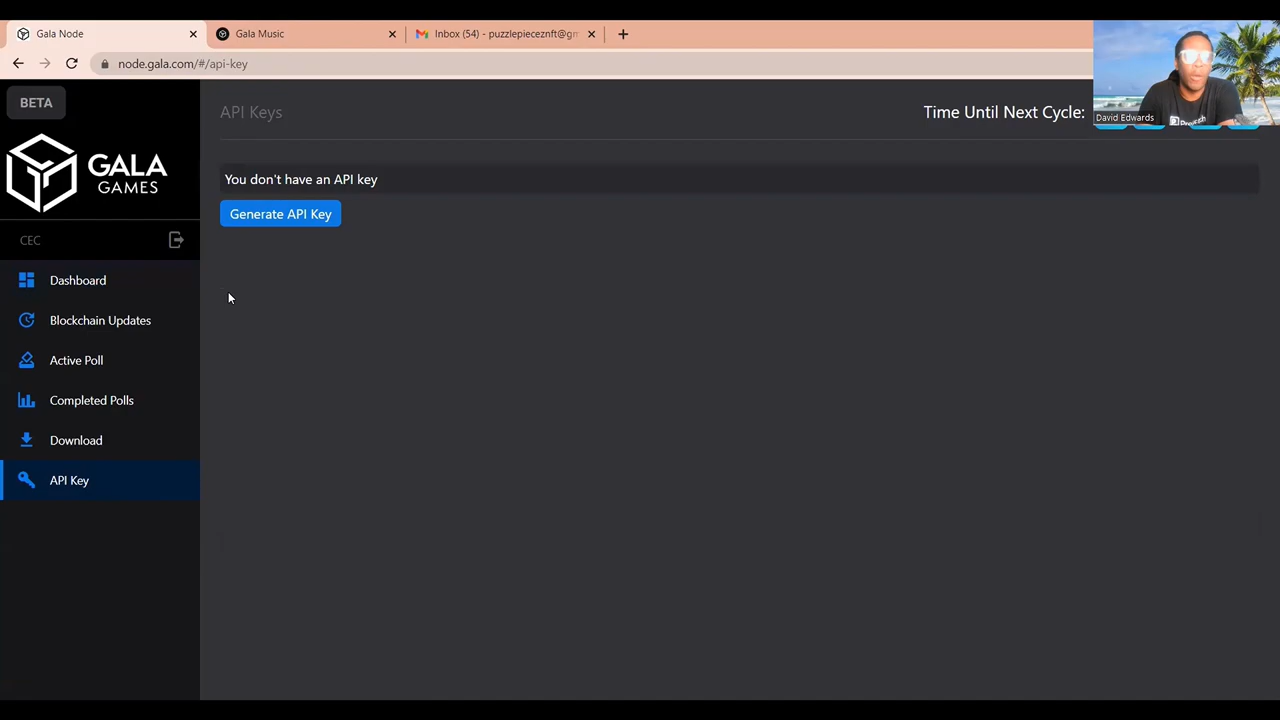 Gala Node
Gala Music
Inbox (54) - puzzlepieceznft@gm
node.gala.com/#/api-key
BETA
GALA
GAMES
CEC
Dashboard
Blockchain Updates
Active Poll
Completed Polls
Download
API Key
API Keys
Time Until Next Cycle:
You don't have an API key
Generate API Key
David Edwards